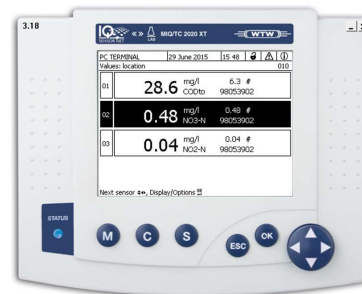 3.18
IQ SENSOR NET LAB MIQ/TC 2020 XT WTW
PC TERMINAL 29 June 2015 15 48
Values: location 010
01 28.6 mg/l CODto 6.3 # 98053902
02 0.48 mg/l NO3-N 0.48 # 98053902
03 0.04 mg/l NO2-N 0.04 # 98053902
Next sensor ⇕⇔, Display/Options
STATUS
M C S ESC OK